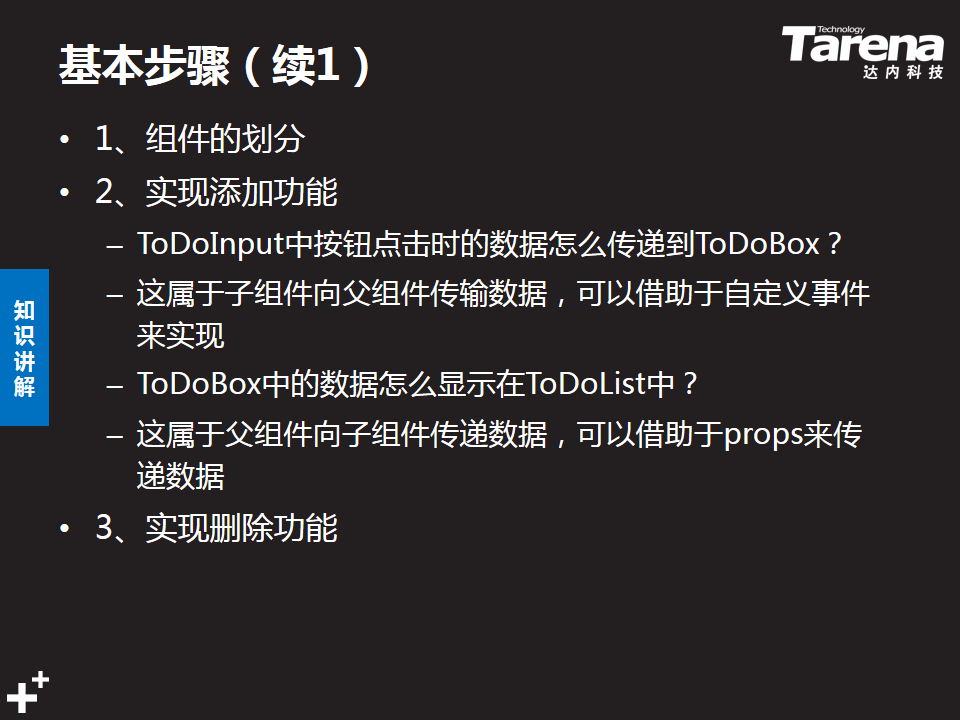 基本步骤（续1）
Technology
Tarena
达内科技
• 1、组件的划分
• 2、实现添加功能
– ToDoInput中按钮点击时的数据怎么传递到ToDoBox？
– 这属于子组件向父组件传输数据，可以借助于自定义事件
来实现
– ToDoBox中的数据怎么显示在ToDoList中？
– 这属于父组件向子组件传递数据，可以借助于props来传
递数据
• 3、实现删除功能
知
识
讲
解